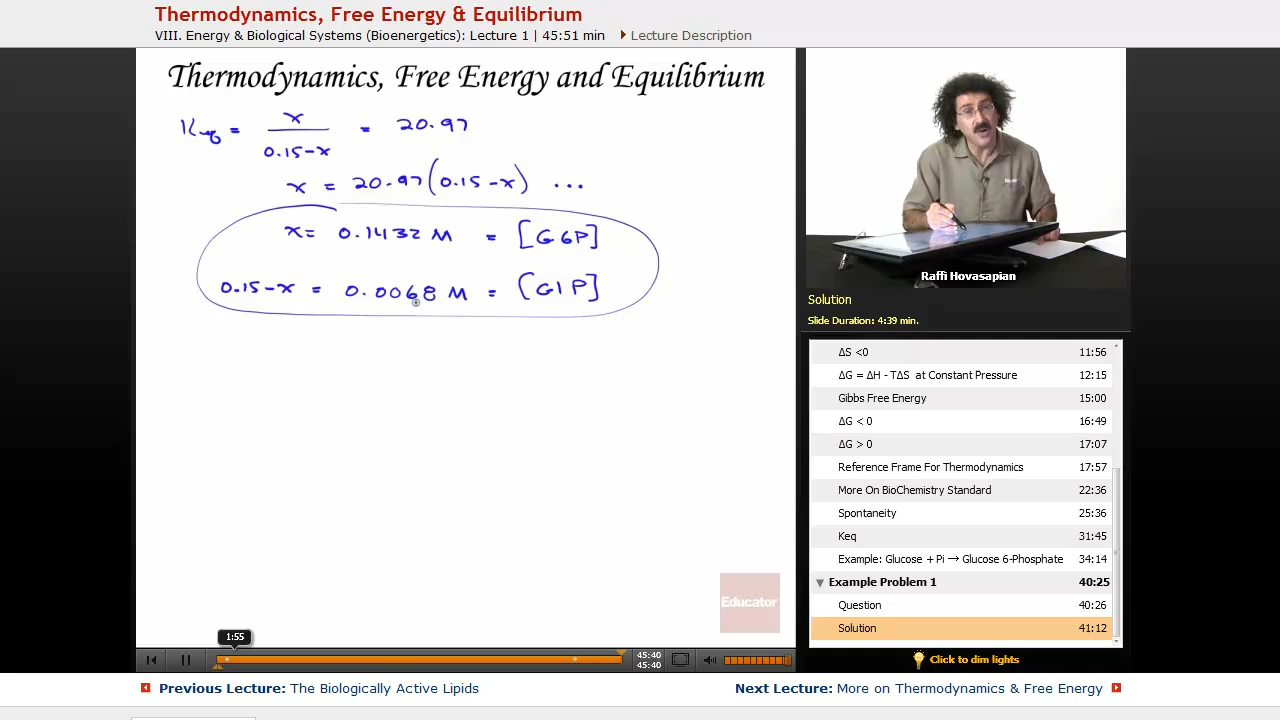 Thermodynamics, Free Energy & Equilibrium
VIII. Energy & Biological Systems (Bioenergetics): Lecture 1 | 45:51 min
Lecture Description
Thermodynamics, Free Energy and Equilibrium
Keq = x / 0.15-x = 20.97
x = 20.97(0.15-x) ...
x = 0.1432 M = [G6P]
0.15-x = 0.0068 M = [G1P]
Educator
1:55
45:40
45:40
Raffi Hovasapian
Solution
Slide Duration: 4:39 min.
ΔS <0 11:56
ΔG = ΔH - TΔS at Constant Pressure 12:15
Gibbs Free Energy 15:00
ΔG < 0 16:49
ΔG > 0 17:07
Reference Frame For Thermodynamics 17:57
More On BioChemistry Standard 22:36
Spontaneity 25:36
Keq 31:45
Example: Glucose + Pi → Glucose 6-Phosphate 34:14
Example Problem 1 40:25
Question 40:26
Solution 41:12
Click to dim lights
Previous Lecture: The Biologically Active Lipids
Next Lecture: More on Thermodynamics & Free Energy